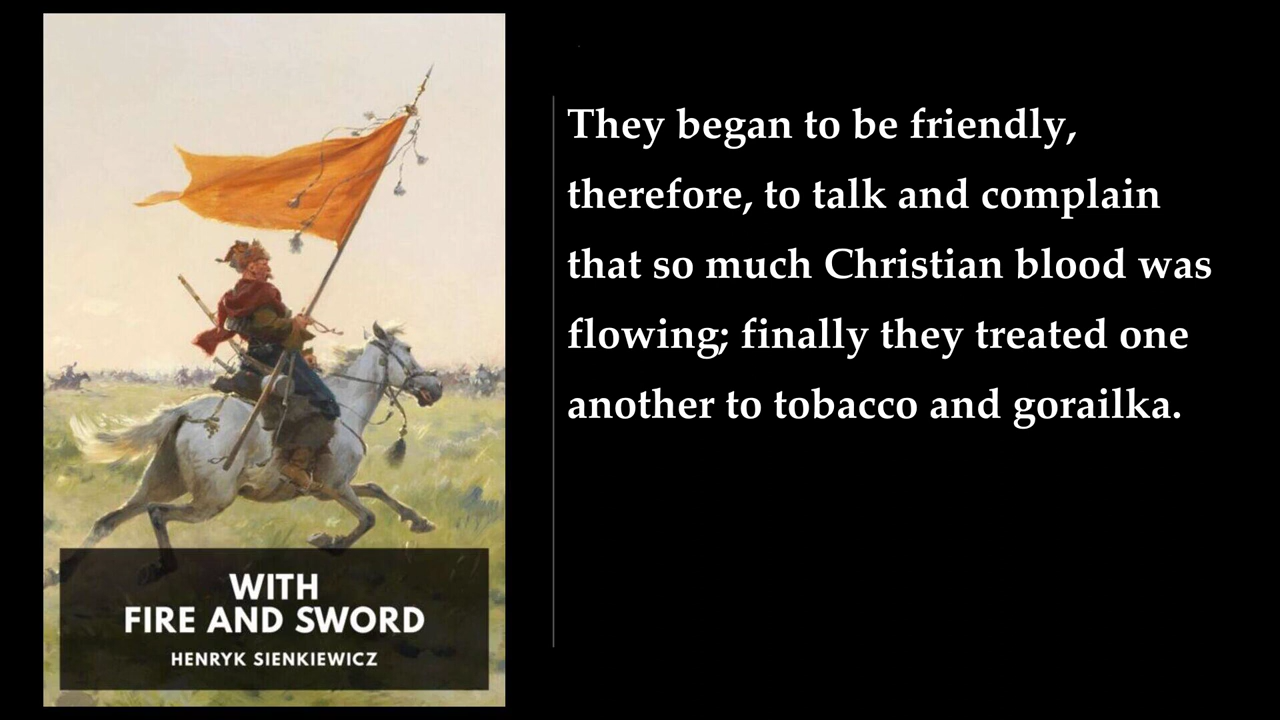 They began to be friendly,
therefore, to talk and complain
that so much Christian blood was
flowing; finally they treated one
another to tobacco and gorailka.
WITH
FIRE AND SWORD
HENRYK SIENKIEWICZ